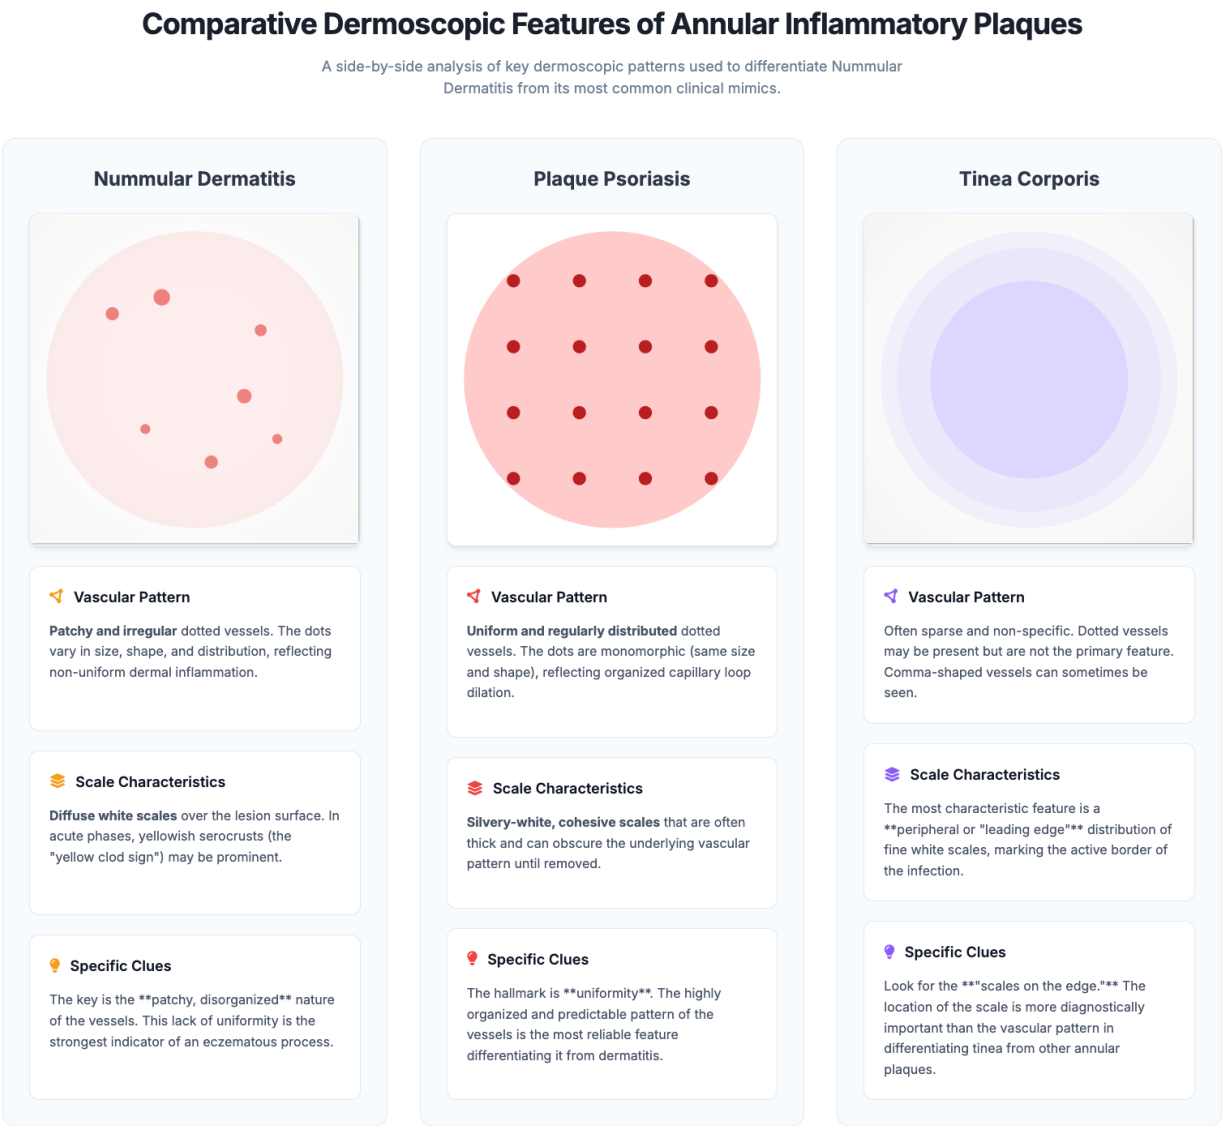 Comparative Dermoscopic Features of Annular Inflammatory Plaques
A side-by-side analysis of key dermoscopic patterns used to differentiate Nummular
Dermatitis from its most common clinical mimics.
Nummular Dermatitis
Vascular Pattern
Patchy and irregular dotted vessels. The dots
vary in size, shape, and distribution, reflecting
non-uniform dermal inflammation.
Scale Characteristics
Diffuse white scales over the lesion surface. In
acute phases, yellowish serocrusts (the
"yellow clod sign") may be prominent.
Specific Clues
The key is the **patchy, disorganized** nature
of the vessels. This lack of uniformity is the
strongest indicator of an eczematous process.
Plaque Psoriasis
Vascular Pattern
Uniform and regularly distributed dotted
vessels. The dots are monomorphic (same size
and shape), reflecting organized capillary loop
dilation.
Scale Characteristics
Silvery-white, cohesive scales that are often
thick and can obscure the underlying vascular
pattern until removed.
Specific Clues
The hallmark is **uniformity**. The highly
organized and predictable pattern of the
vessels is the most reliable feature
differentiating it from dermatitis.
Tinea Corporis
Vascular Pattern
Often sparse and non-specific. Dotted vessels
may be present but are not the primary feature.
Comma-shaped vessels can sometimes be
seen.
Scale Characteristics
The most characteristic feature is a
**peripheral or "leading edge"** distribution of
fine white scales, marking the active border of
the infection.
Specific Clues
Look for the **"scales on the edge."** The
location of the scale is more diagnostically
important than the vascular pattern in
differentiating tinea from other annular
plaques.